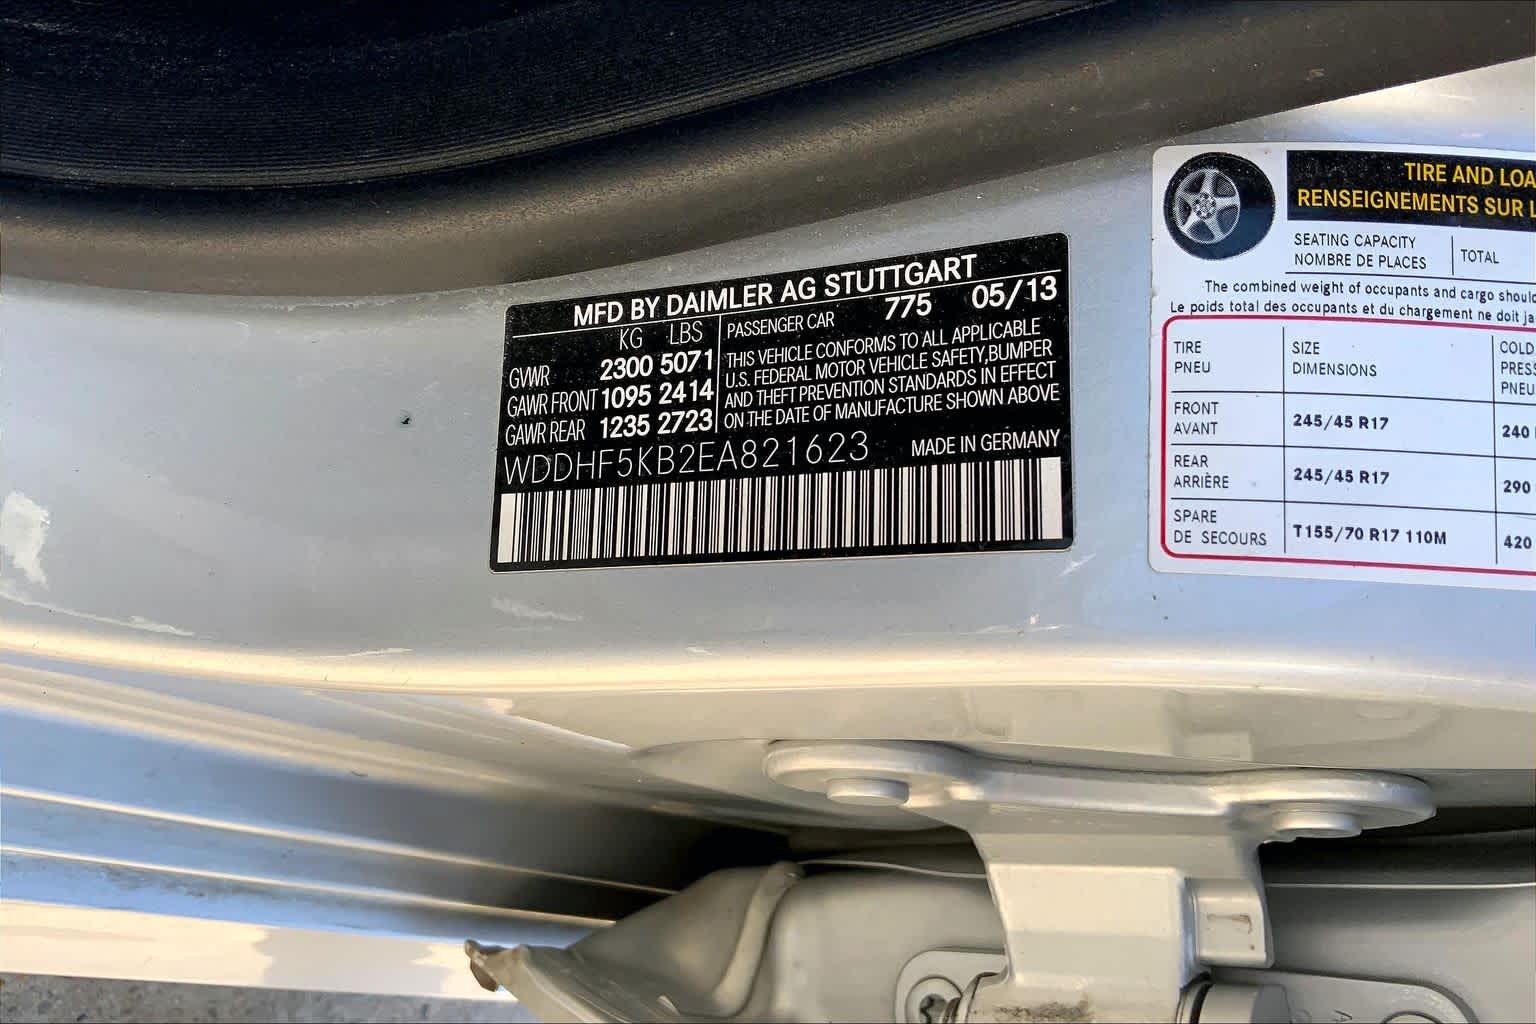 MFD BY DAIMLER AG STUTTGART
KG LBS
GVWR 2300 5071
GAWR FRONT 1095 2414
GAWR REAR 1235 2723
PASSENGER CAR 775 05/13
THIS VEHICLE CONFORMS TO ALL APPLICABLE
U.S. FEDERAL MOTOR VEHICLE SAFETY,BUMPER
AND THEFT PREVENTION STANDARDS IN EFFECT
ON THE DATE OF MANUFACTURE SHOWN ABOVE
WDDHF5KB2EA821623 MADE IN GERMANY
TIRE AND LOA
RENSEIGNEMENTS SUR L
SEATING CAPACITY
NOMBRE DE PLACES
TOTAL
The combined weight of occupants and cargo shoul
Le poids total des occupants et du chargement ne doit ja
TIRE
PNEU
SIZE
DIMENSIONS
COLD
PRES
PNEU
FRONT
AVANT
245/45 R17
240
REAR
ARRIÈRE
245/45 R17
290
SPARE
DE SECOURS
T155/70 R17 110M
420